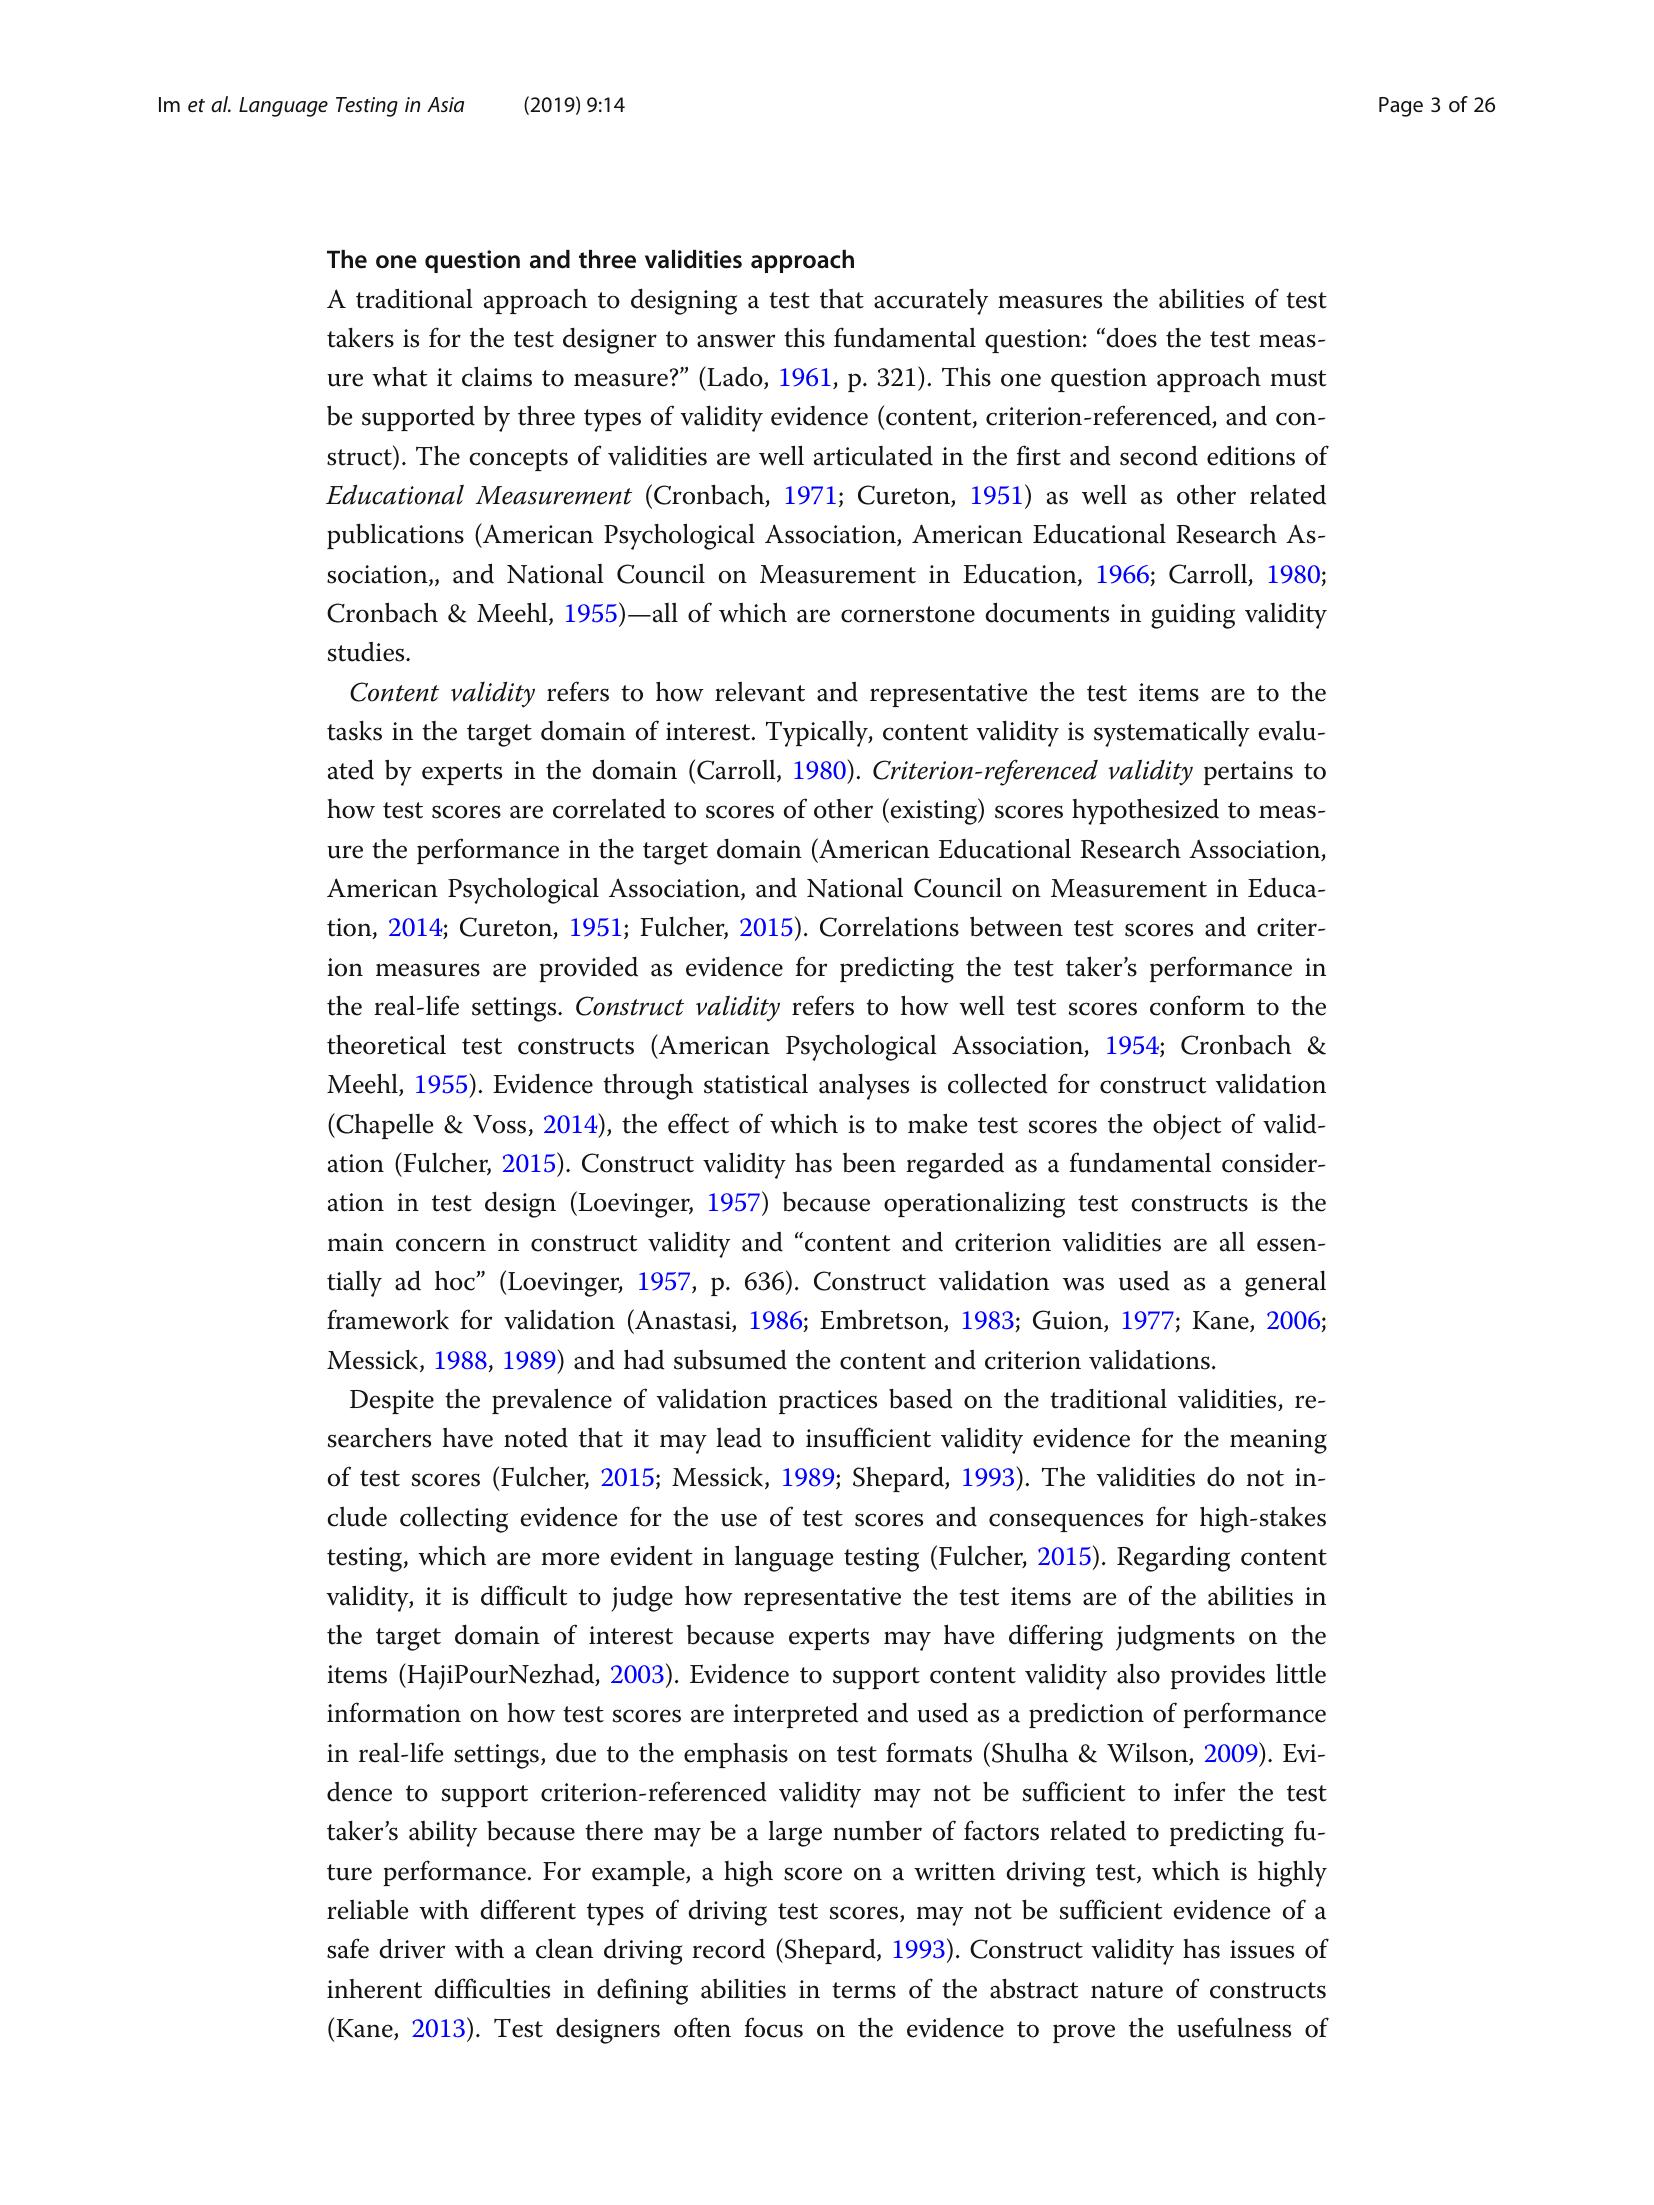 Im et al. Language Testing in Asia (2019) 9:14 Page 3 of 26
The one question and three validities approach
A traditional approach to designing a test that accurately measures the abilities of test
takers is for the test designer to answer this fundamental question: “does the test meas-
ure what it claims to measure?” (Lado, 1961, p. 321). This one question approach must
be supported by three types of validity evidence (content, criterion-referenced, and con-
struct). The concepts of validities are well articulated in the first and second editions of
Educational Measurement (Cronbach, 1971; Cureton, 1951) as well as other related
publications (American Psychological Association, American Educational Research As-
sociation,, and National Council on Measurement in Education, 1966; Carroll, 1980;
Cronbach & Meehl, 1955)—all of which are cornerstone documents in guiding validity
studies.
Content validity refers to how relevant and representative the test items are to the
tasks in the target domain of interest. Typically, content validity is systematically evalu-
ated by experts in the domain (Carroll, 1980). Criterion-referenced validity pertains to
how test scores are correlated to scores of other (existing) scores hypothesized to meas-
ure the performance in the target domain (American Educational Research Association,
American Psychological Association, and National Council on Measurement in Educa-
tion, 2014; Cureton, 1951; Fulcher, 2015). Correlations between test scores and criter-
ion measures are provided as evidence for predicting the test taker’s performance in
the real-life settings. Construct validity refers to how well test scores conform to the
theoretical test constructs (American Psychological Association, 1954; Cronbach &
Meehl, 1955). Evidence through statistical analyses is collected for construct validation
(Chapelle & Voss, 2014), the effect of which is to make test scores the object of valid-
ation (Fulcher, 2015). Construct validity has been regarded as a fundamental consider-
ation in test design (Loevinger, 1957) because operationalizing test constructs is the
main concern in construct validity and “content and criterion validities are all essen-
tially ad hoc” (Loevinger, 1957, p. 636). Construct validation was used as a general
framework for validation (Anastasi, 1986; Embretson, 1983; Guion, 1977; Kane, 2006;
Messick, 1988, 1989) and had subsumed the content and criterion validations.
Despite the prevalence of validation practices based on the traditional validities, re-
searchers have noted that it may lead to insufficient validity evidence for the meaning
of test scores (Fulcher, 2015; Messick, 1989; Shepard, 1993). The validities do not in-
clude collecting evidence for the use of test scores and consequences for high-stakes
testing, which are more evident in language testing (Fulcher, 2015). Regarding content
validity, it is difficult to judge how representative the test items are of the abilities in
the target domain of interest because experts may have differing judgments on the
items (HajiPourNezhad, 2003). Evidence to support content validity also provides little
information on how test scores are interpreted and used as a prediction of performance
in real-life settings, due to the emphasis on test formats (Shulha & Wilson, 2009). Evi-
dence to support criterion-referenced validity may not be sufficient to infer the test
taker’s ability because there may be a large number of factors related to predicting fu-
ture performance. For example, a high score on a written driving test, which is highly
reliable with different types of driving test scores, may not be sufficient evidence of a
safe driver with a clean driving record (Shepard, 1993). Construct validity has issues of
inherent difficulties in defining abilities in terms of the abstract nature of constructs
(Kane, 2013). Test designers often focus on the evidence to prove the usefulness of